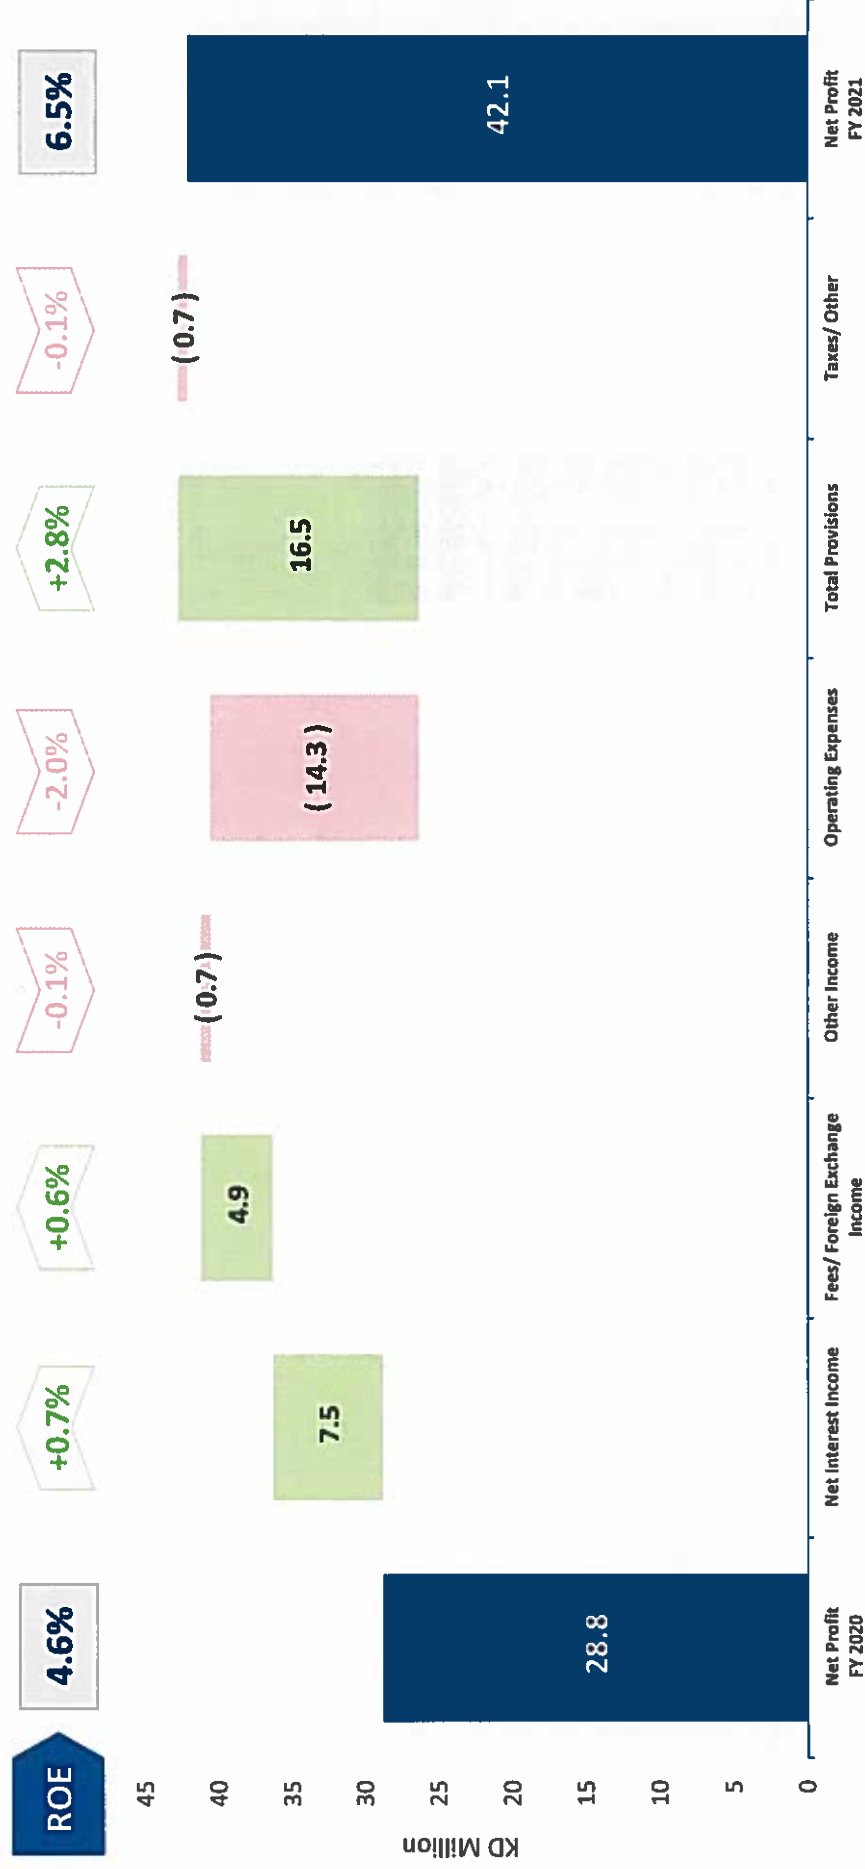 ROE
4.6%
+0.7%
+0.6%
-0.1%
-2.0%
+2.8%
-0.1%
6.5%
KD Million
45
40
35
30
25
20
15
10
5
0
28.8
7.5
4.9
( 0.7 )
( 14.3 )
16.5
( 0.7 )
42.1
Net Profit
FY 2020
Net Interest Income
Fees/ Foreign Exchange
Income
Other Income
Operating Expenses
Total Provisions
Taxes/ Other
Net Profit
FY 2021